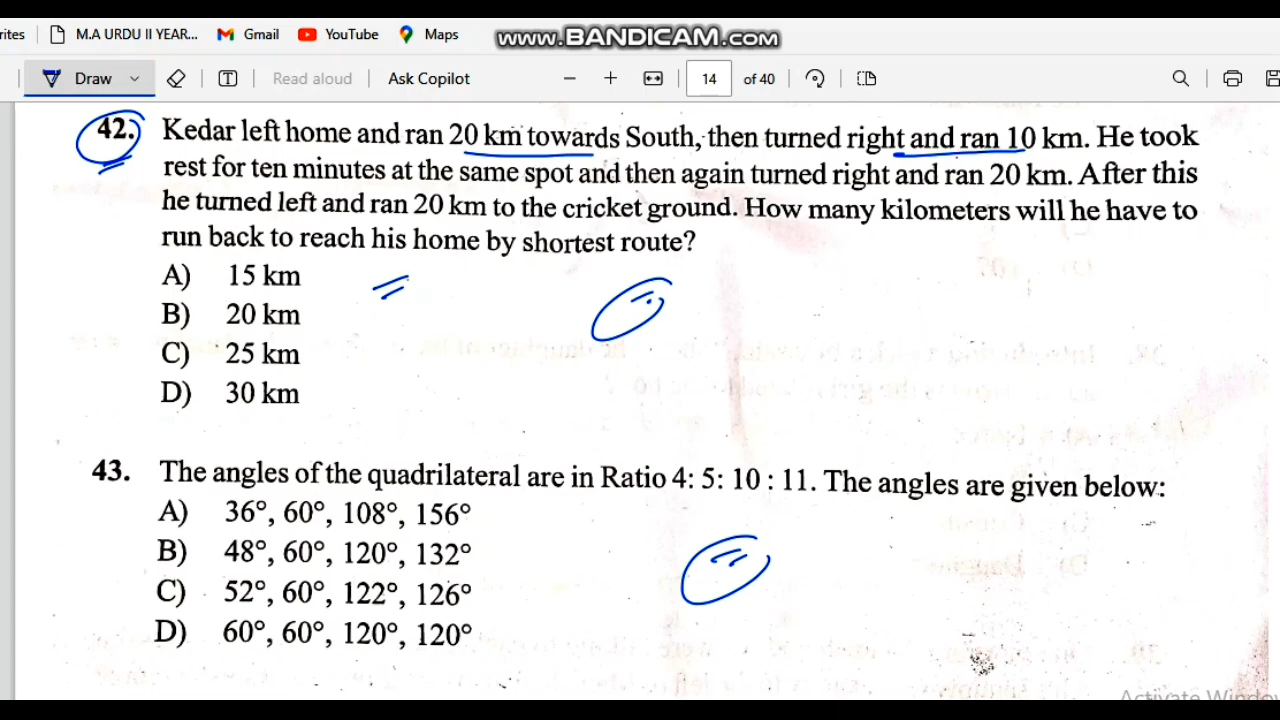 rites M.A URDU II YEAR... Gmail YouTube Maps www.BANDICAM.com
Draw Read aloud Ask Copilot 14 of 40
42. Kedar left home and ran 20 km towards South, then turned right and ran 10 km. He took
rest for ten minutes at the same spot and then again turned right and ran 20 km. After this
he turned left and ran 20 km to the cricket ground. How many kilometers will he have to
run back to reach his home by shortest route?
A) 15 km
B) 20 km
C) 25 km
D) 30 km
43. The angles of the quadrilateral are in Ratio 4: 5: 10 : 11. The angles are given below:
A) 36°, 60°, 108°, 156°
B) 48°, 60°, 120°, 132°
C) 52°, 60°, 122°, 126°
D) 60°, 60°, 120°, 120°
Activate Window